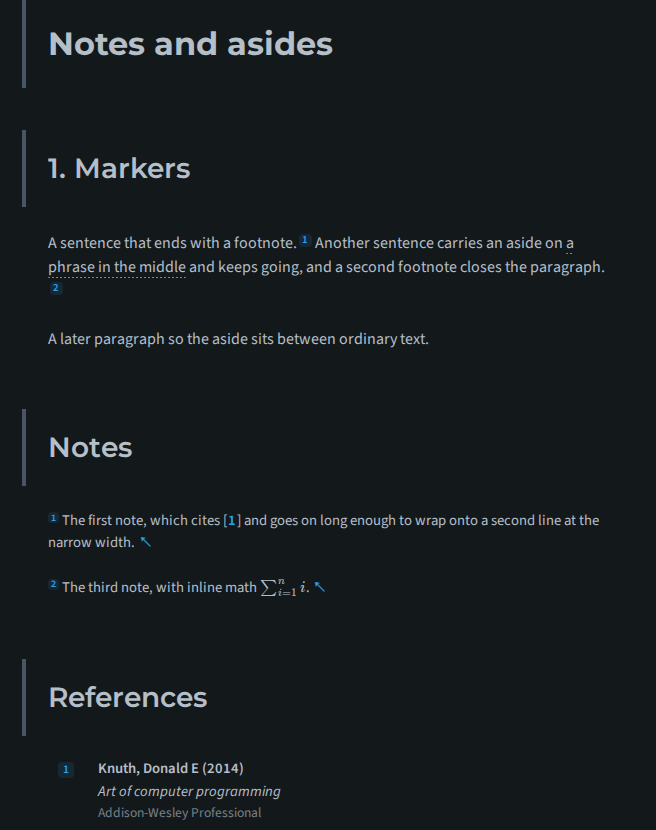 Notes and asides
1. Markers
A sentence that ends with a footnote. 1 Another sentence carries an aside on a
phrase in the middle and keeps going, and a second footnote closes the paragraph.
2
A later paragraph so the aside sits between ordinary text.
Notes
1 The first note, which cites [1] and goes on long enough to wrap onto a second line at the
narrow width. ↖
2 The third note, with inline math ∑ⁿᵢ₌₁ i. ↖
References
1 Knuth, Donald E (2014)
Art of computer programming
Addison-Wesley Professional